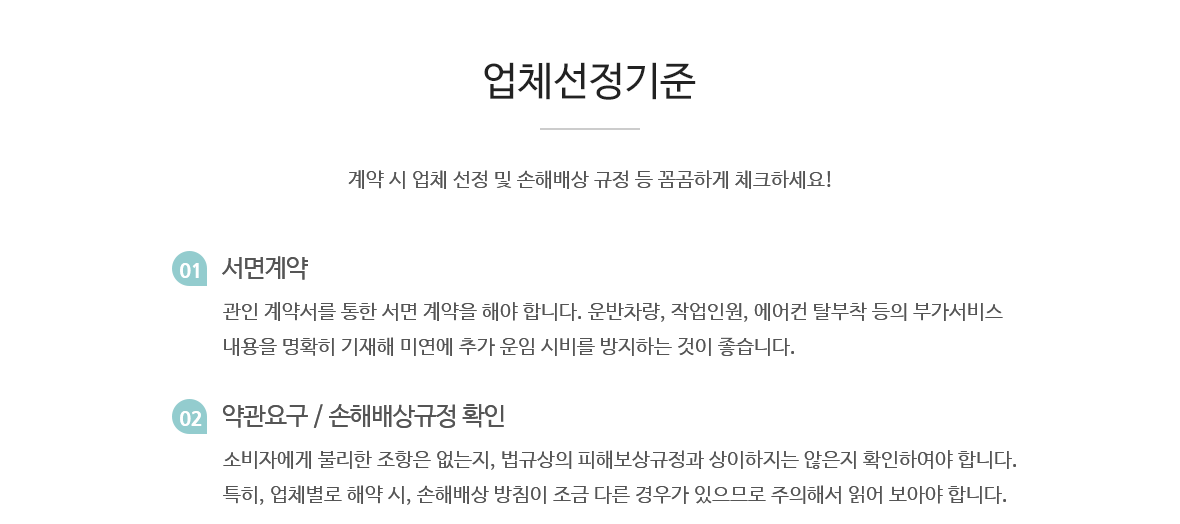 업체선정기준
계약 시 업체 선정 및 손해배상 규정 등 꼼꼼하게 체크하세요!
01 서면계약
관인 계약서를 통한 서면 계약을 해야 합니다. 운반차량, 작업인원, 에어컨 탈부착 등의 부가서비스
내용을 명확히 기재해 미연에 추가 운임 시비를 방지하는 것이 좋습니다.
02 약관요구 / 손해배상규정 확인
소비자에게 불리한 조항은 없는지, 법규상의 피해보상규정과 상이하지는 않은지 확인하여야 합니다.
특히, 업체별로 해약 시, 손해배상 방침이 조금 다른 경우가 있으므로 주의해서 읽어 보아야 합니다.